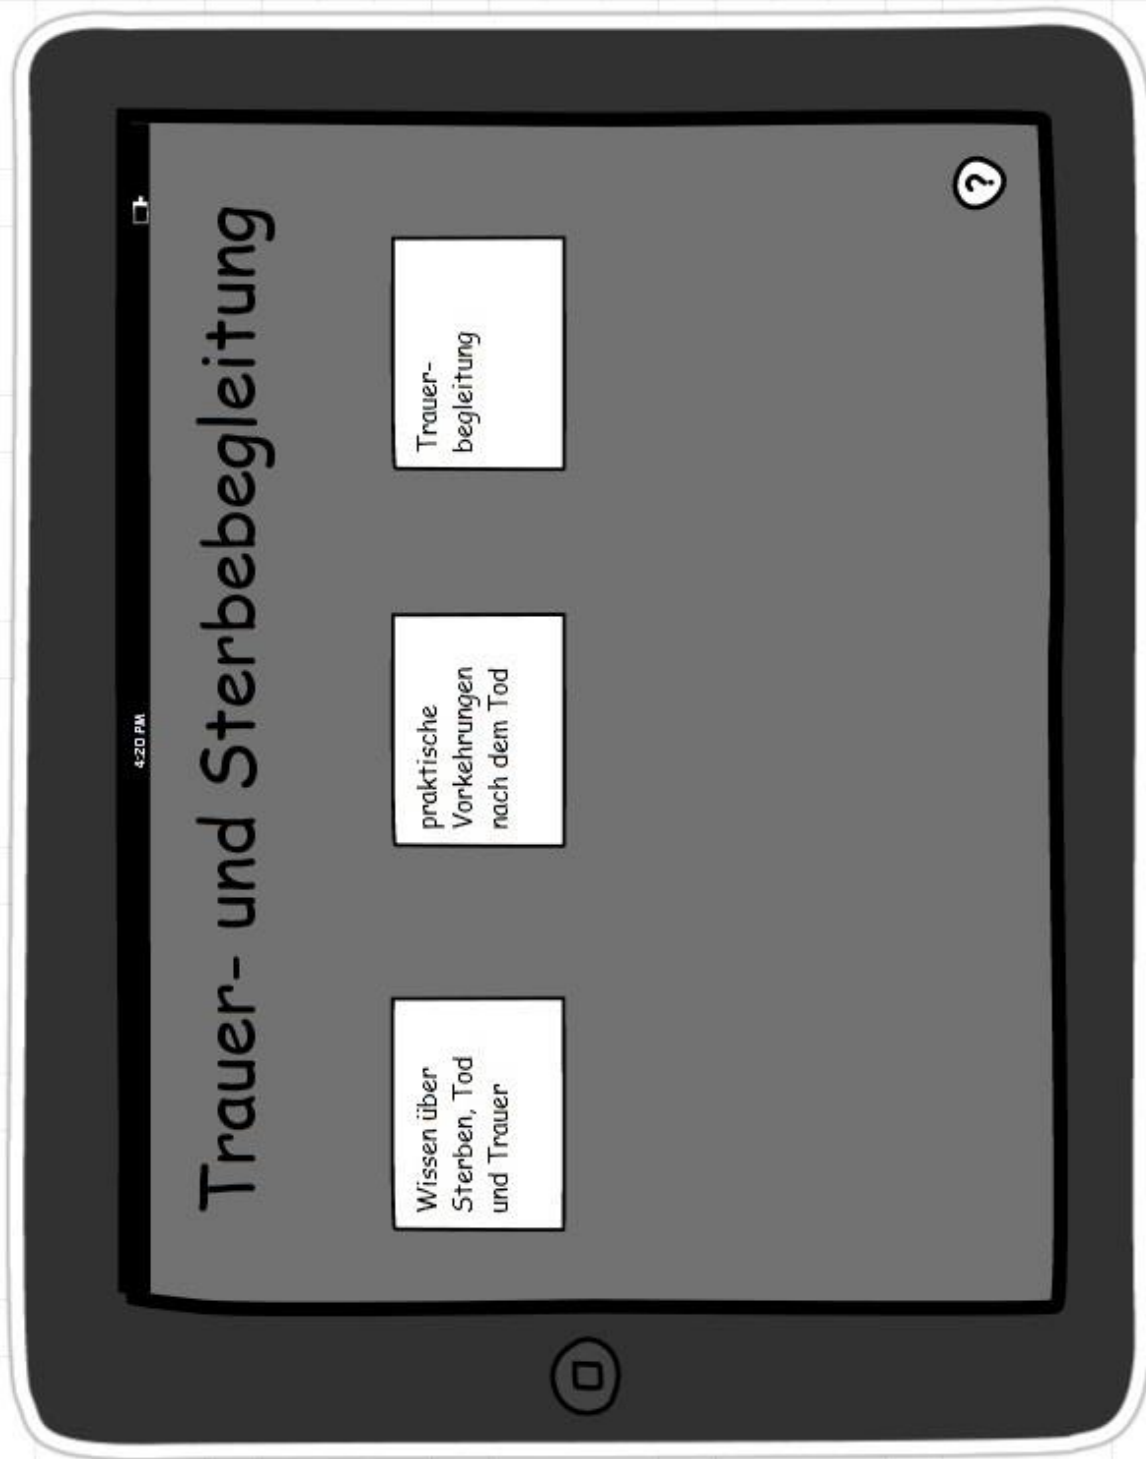 4:20 PM
Trauer- und Sterbebegleitung
Wissen über
Sterben, Tod
und Trauer
praktische
Vorkehrungen
nach dem Tod
Trauer-
begleitung
?